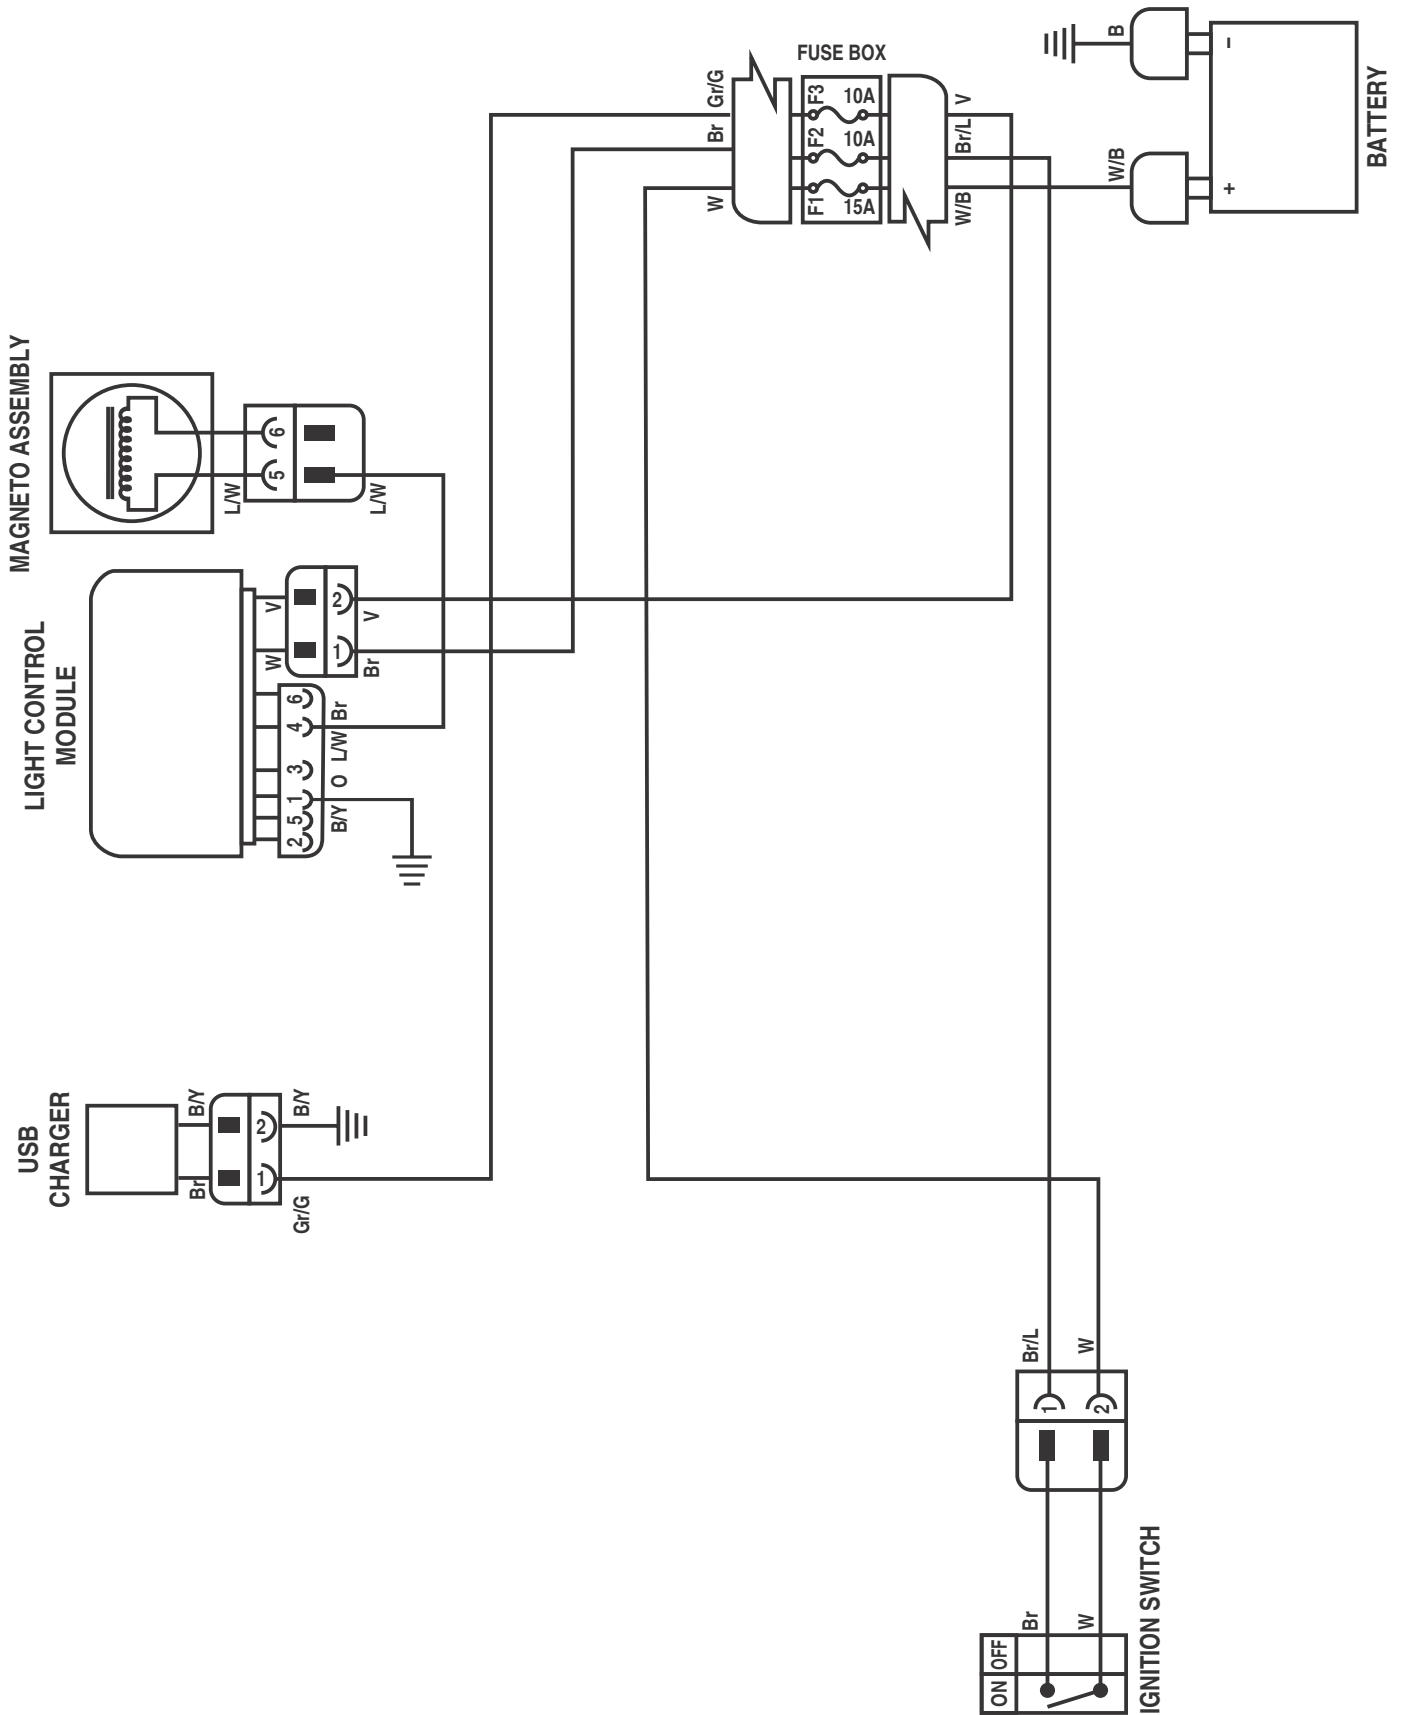 FUSE BOX
F3 10A
F2 10A
F1 15A
Gr/G
Br
W
V
Br/L
W/B
BATTERY
-
+
B
W/B
MAGNETO ASSEMBLY
6
5
L/W
L/W
LIGHT CONTROL
MODULE
V
W
2
1
V
Br
6
4
3
1
5
2
Br
L/W
O
B/Y
USB
CHARGER
B/Y
Br
2
1
B/Y
Gr/G
Br/L
W
1
2
Br
W
OFF
ON
IGNITION SWITCH